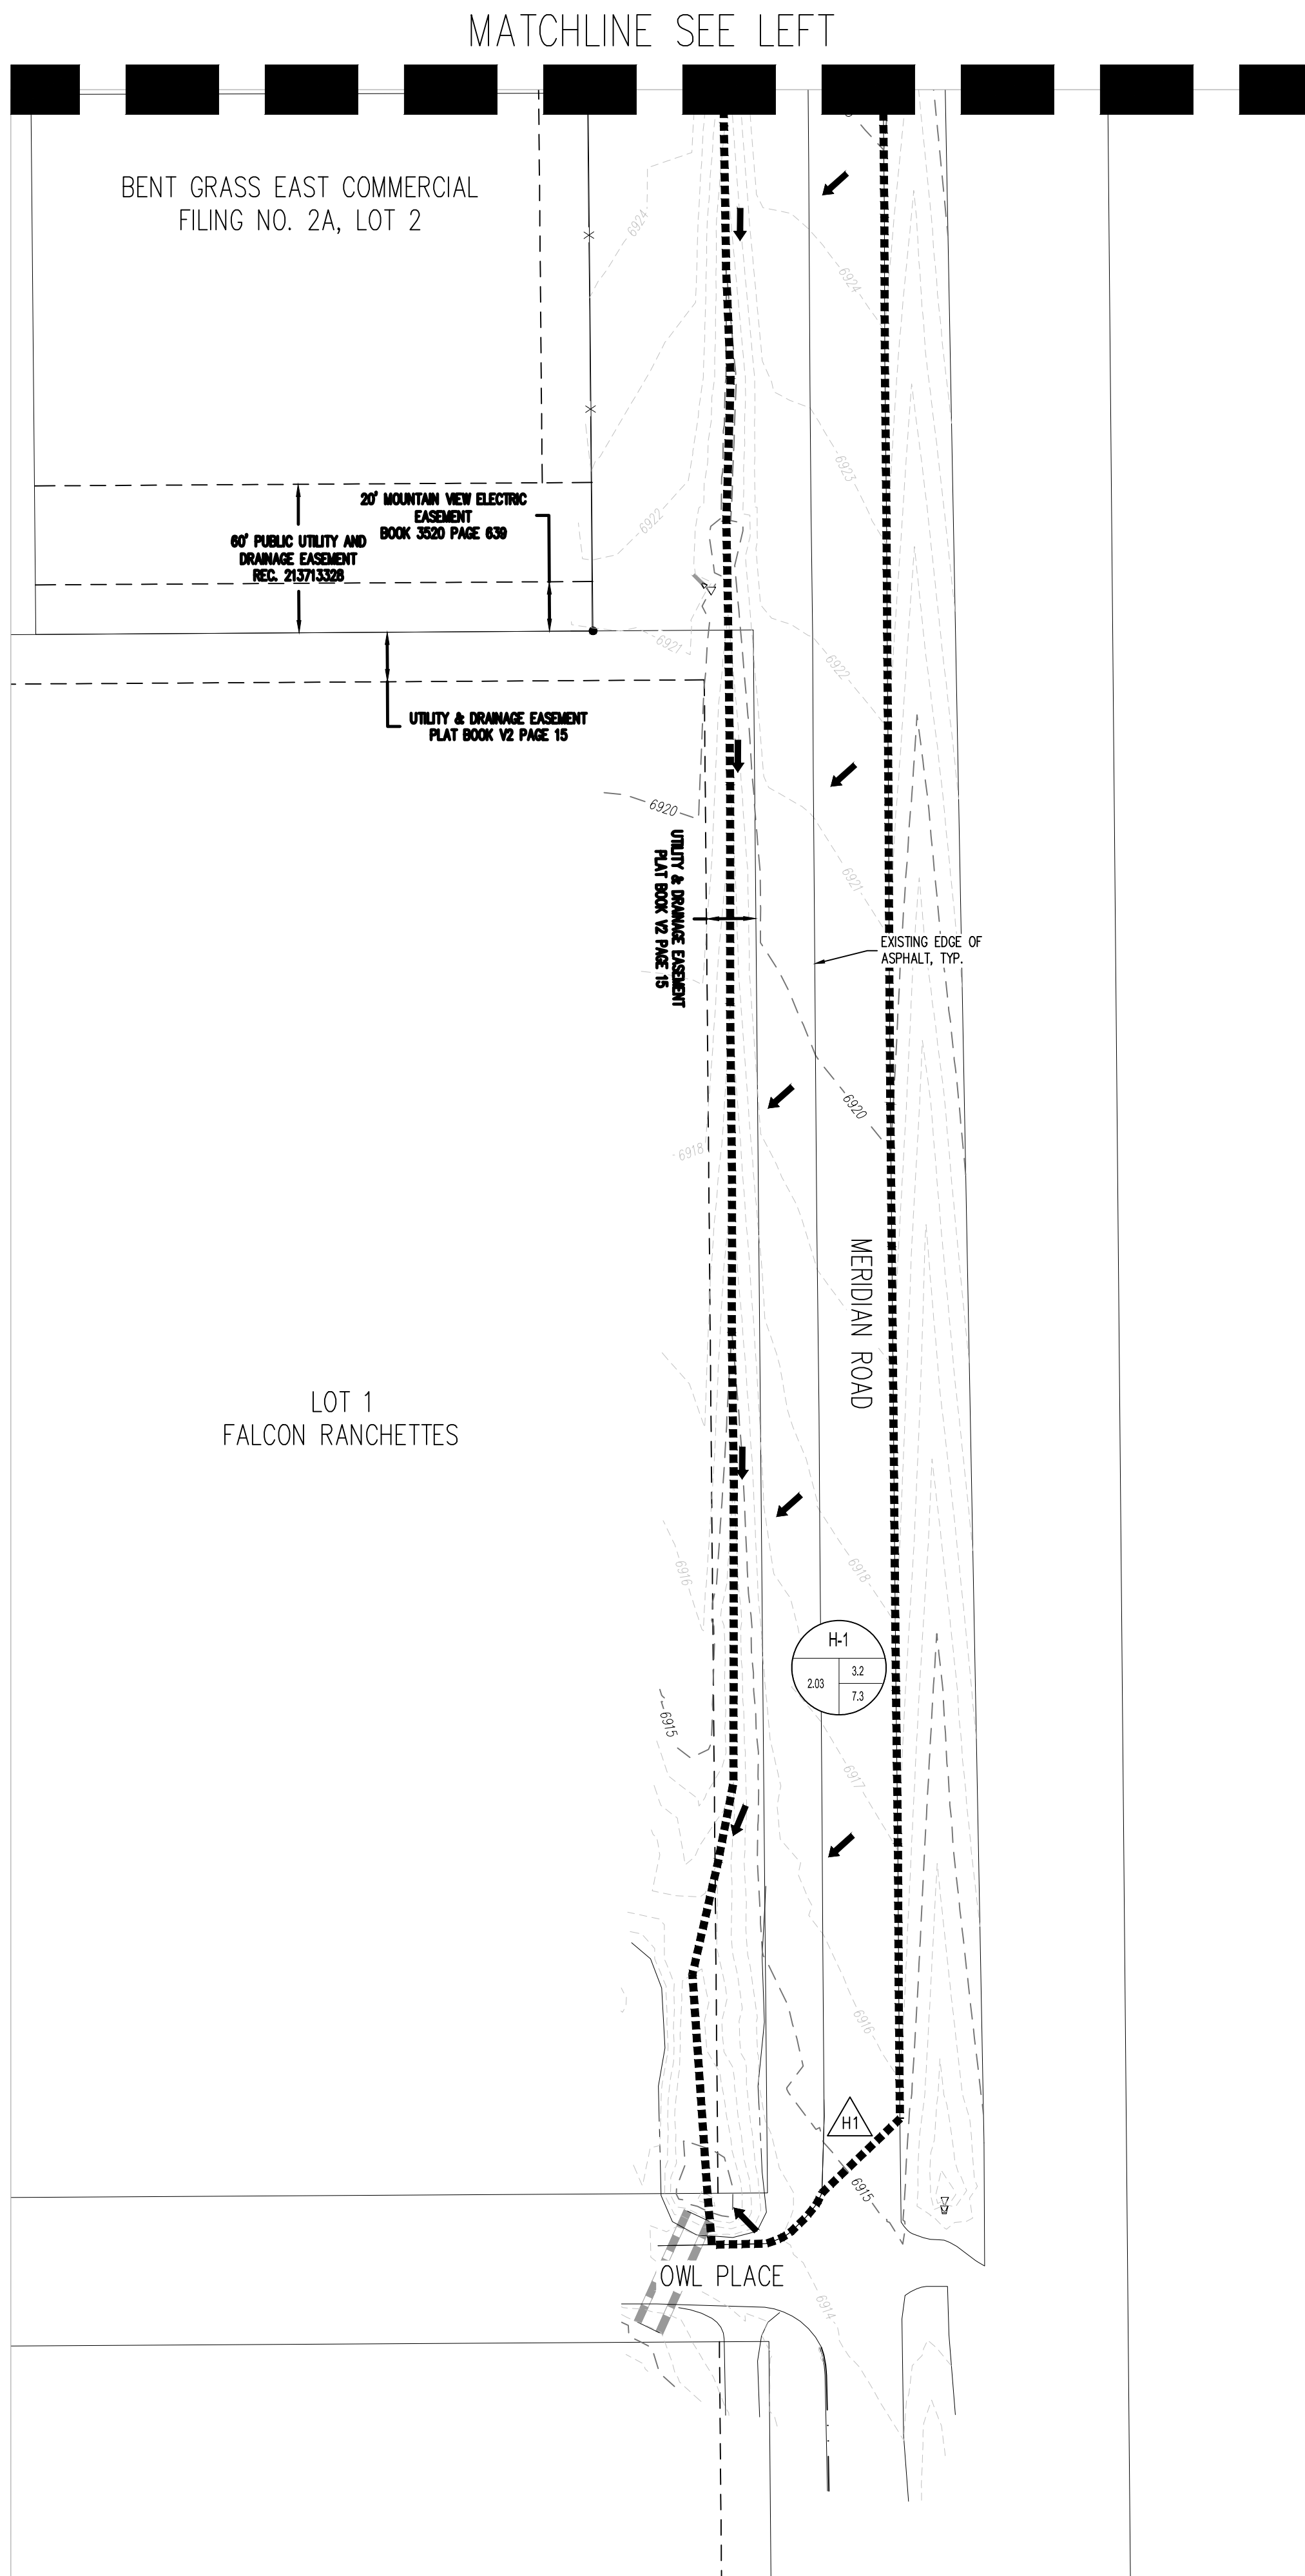 MATCHLINE SEE LEFT
BENT GRASS EAST COMMERCIAL
FILING NO. 2A, LOT 2
6924
6924
6923
20' MOUNTAIN VIEW ELECTRIC
EASEMENT
BOOK 3520 PAGE 639
60' PUBLIC UTILITY AND
DRAINAGE EASEMENT
REC. 213713328
6922
6921
6922
UTILITY & DRAINAGE EASEMENT
PLAT BOOK V2 PAGE 15
6920
UTILITY & DRAINAGE EASEMENT
PLAT BOOK V2 PAGE 15
6921
EXISTING EDGE OF
ASPHALT, TYP.
6920
6918
MERIDIAN ROAD
LOT 1
FALCON RANCHETTES
6916
6918
H-1
2.03
3.2
7.3
6915
6917
6916
H1
6915
OWL PLACE
6914